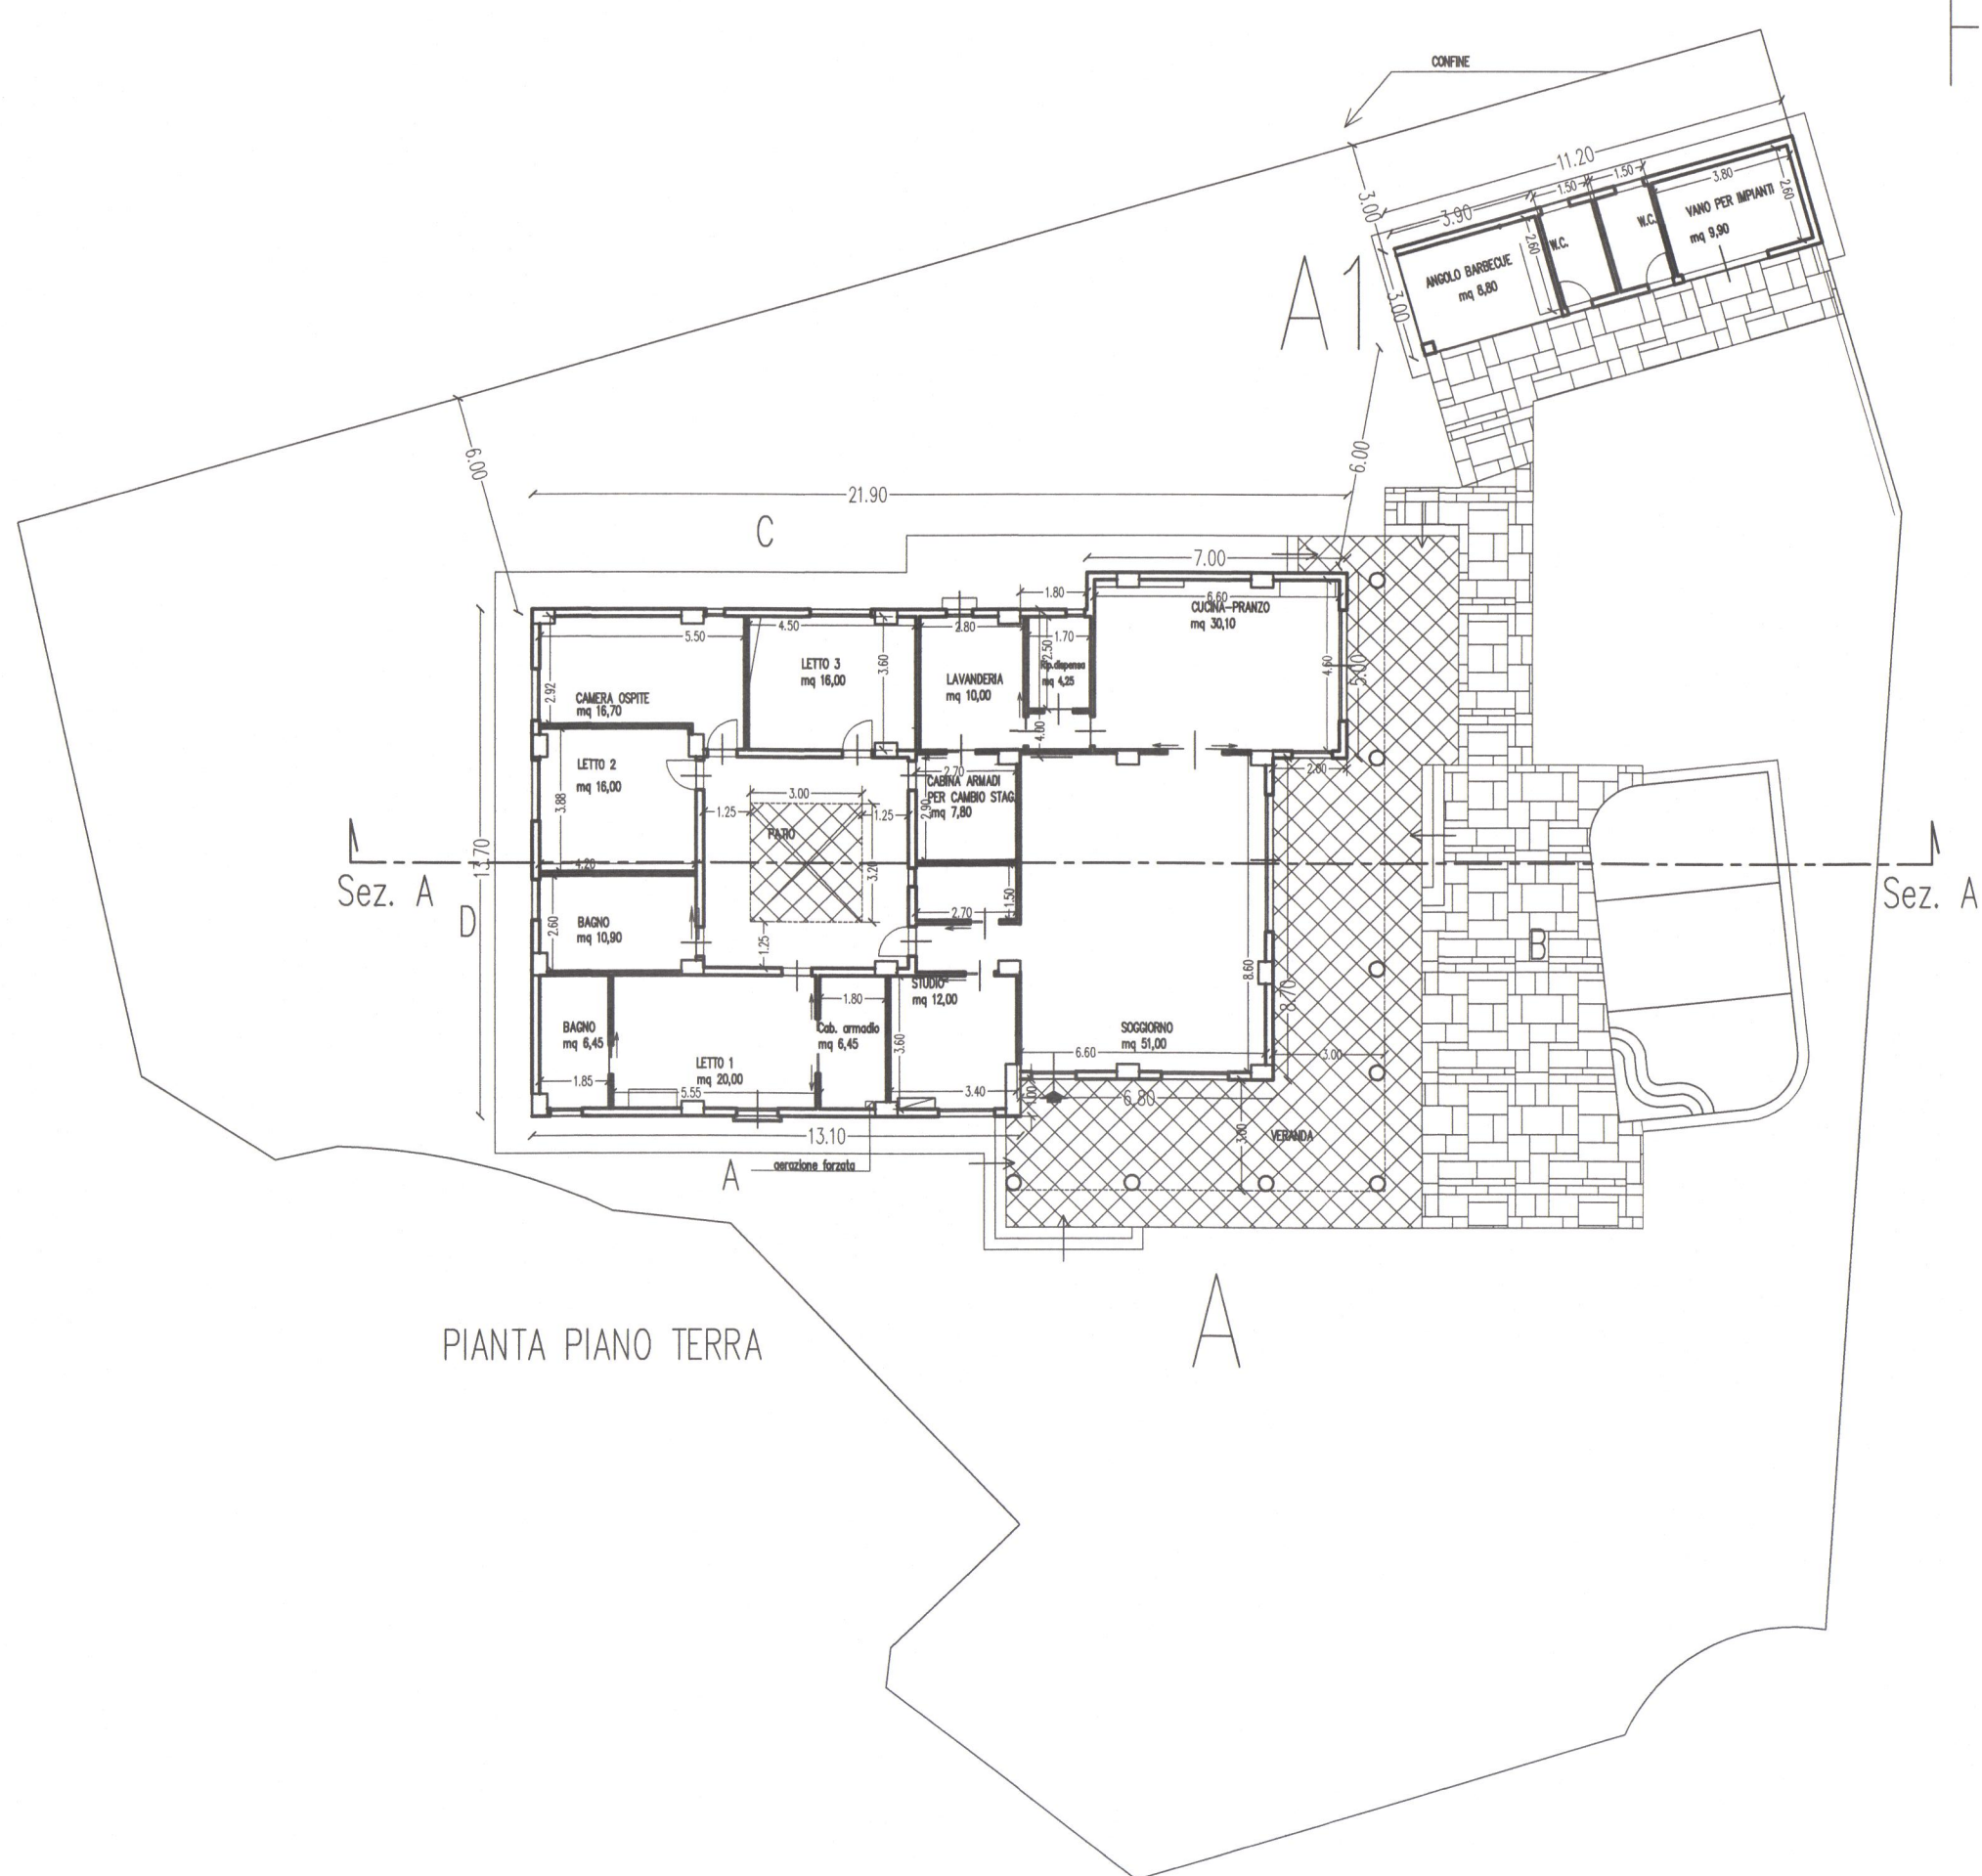 CONFINE
11.20
1.50
1.50
3.80
2.60
3.00
3.90
VANO PER IMPIANTI
mq 9,90
W.C.
W.C.
2.60
ANGOLO BARBECUE
mq 8,80
3.00
A1
6.00
6.00
21.90
C
7.00
1.80
6.60
CUCINA-PRANZO
mq 30,10
5.50
4.50
2.80
1.70
2.50
LETTO 3
mq 16,00
3.60
Rip.dispensa
mq 4,25
4.60
5.00
LAVANDERIA
mq 10,00
2.92
CAMERA OSPITE
mq 16,70
4.00
LETTO 2
mq 16,00
3.88
2.70
2.60
CABINA ARMADI
PER CAMBIO STAG.
mq 7,80
2.90
3.00
1.25
1.25
PATIO
3.20
4.20
13.70
Sez. A
Sez. A
D
BAGNO
mq 10,90
2.60
1.25
2.70
1.50
B
8.60
8.70
STUDIO
mq 12,00
1.80
BAGNO
mq 6,45
Cab. armadio
mq 6,45
3.60
SOGGIORNO
mq 51,00
LETTO 1
mq 20,00
6.60
3.00
1.85
5.55
3.40
1.00
6.80
13.10
VERANDA
3.00
A
aerazione forzata
A
PIANTA PIANO TERRA